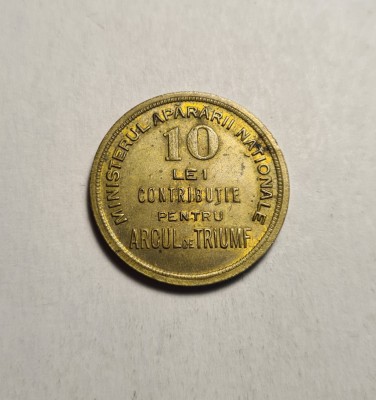 MINISTERUL APĂRĂRII NAȚIONALE
10
LEI
CONTRIBUȚIE
PENTRU
ARCUL DE TRIUMF